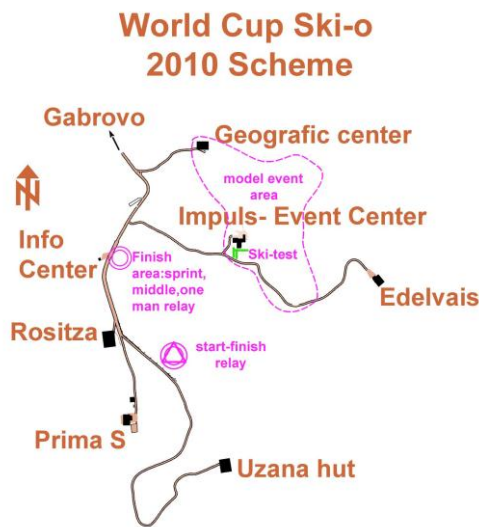 World Cup Ski-o
2010 Scheme
Gabrovo
Geografic center
N
model event
area
Impuls- Event Center
Info
Center
Finish
area:sprint,
middle,one
man relay
Ski-test
Edelvais
Rositza
start-finish
relay
Prima S
Uzana hut